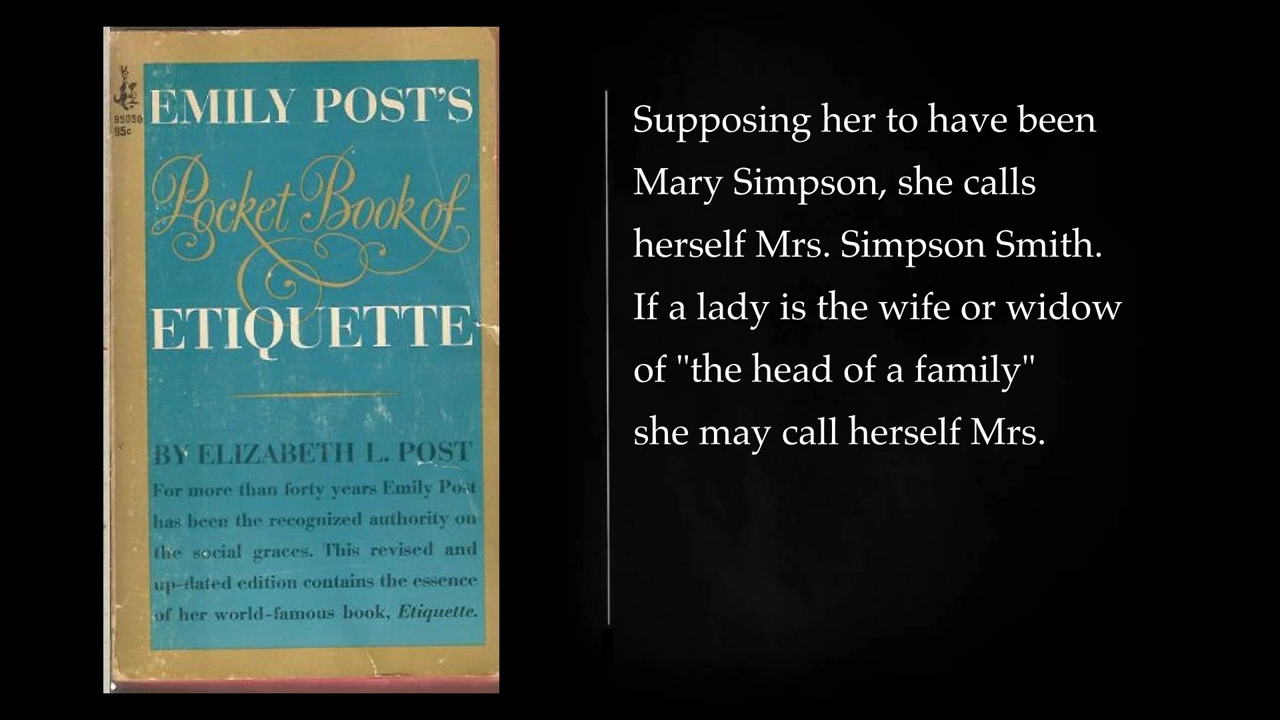 EMILY POST'S
Pocket Book of
ETIQUETTE
BY ELIZABETH L. POST
For more than forty years Emily Post
has been the recognized authority on
the social graces. This revised and
up-dated edition contains the essence
of her world-famous book, Etiquette.
95050
95c
Supposing her to have been
Mary Simpson, she calls
herself Mrs. Simpson Smith.
If a lady is the wife or widow
of "the head of a family"
she may call herself Mrs.